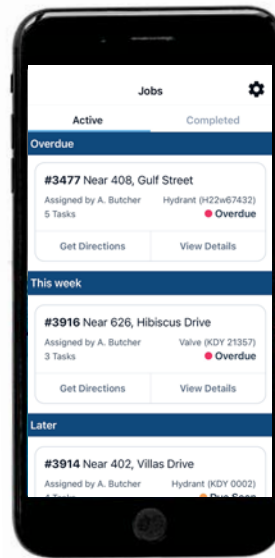 Jobs
Active Completed
Overdue
#3477 Near 408, Gulf Street
Assigned by A. Butcher Hydrant (H22w67432)
5 Tasks Overdue
Get Directions View Details
This week
#3916 Near 626, Hibiscus Drive
Assigned by A. Butcher Valve (KDY 21357)
3 Tasks Overdue
Get Directions View Details
Later
#3914 Near 402, Villas Drive
Assigned by A. Butcher Hydrant (KDY 0002)